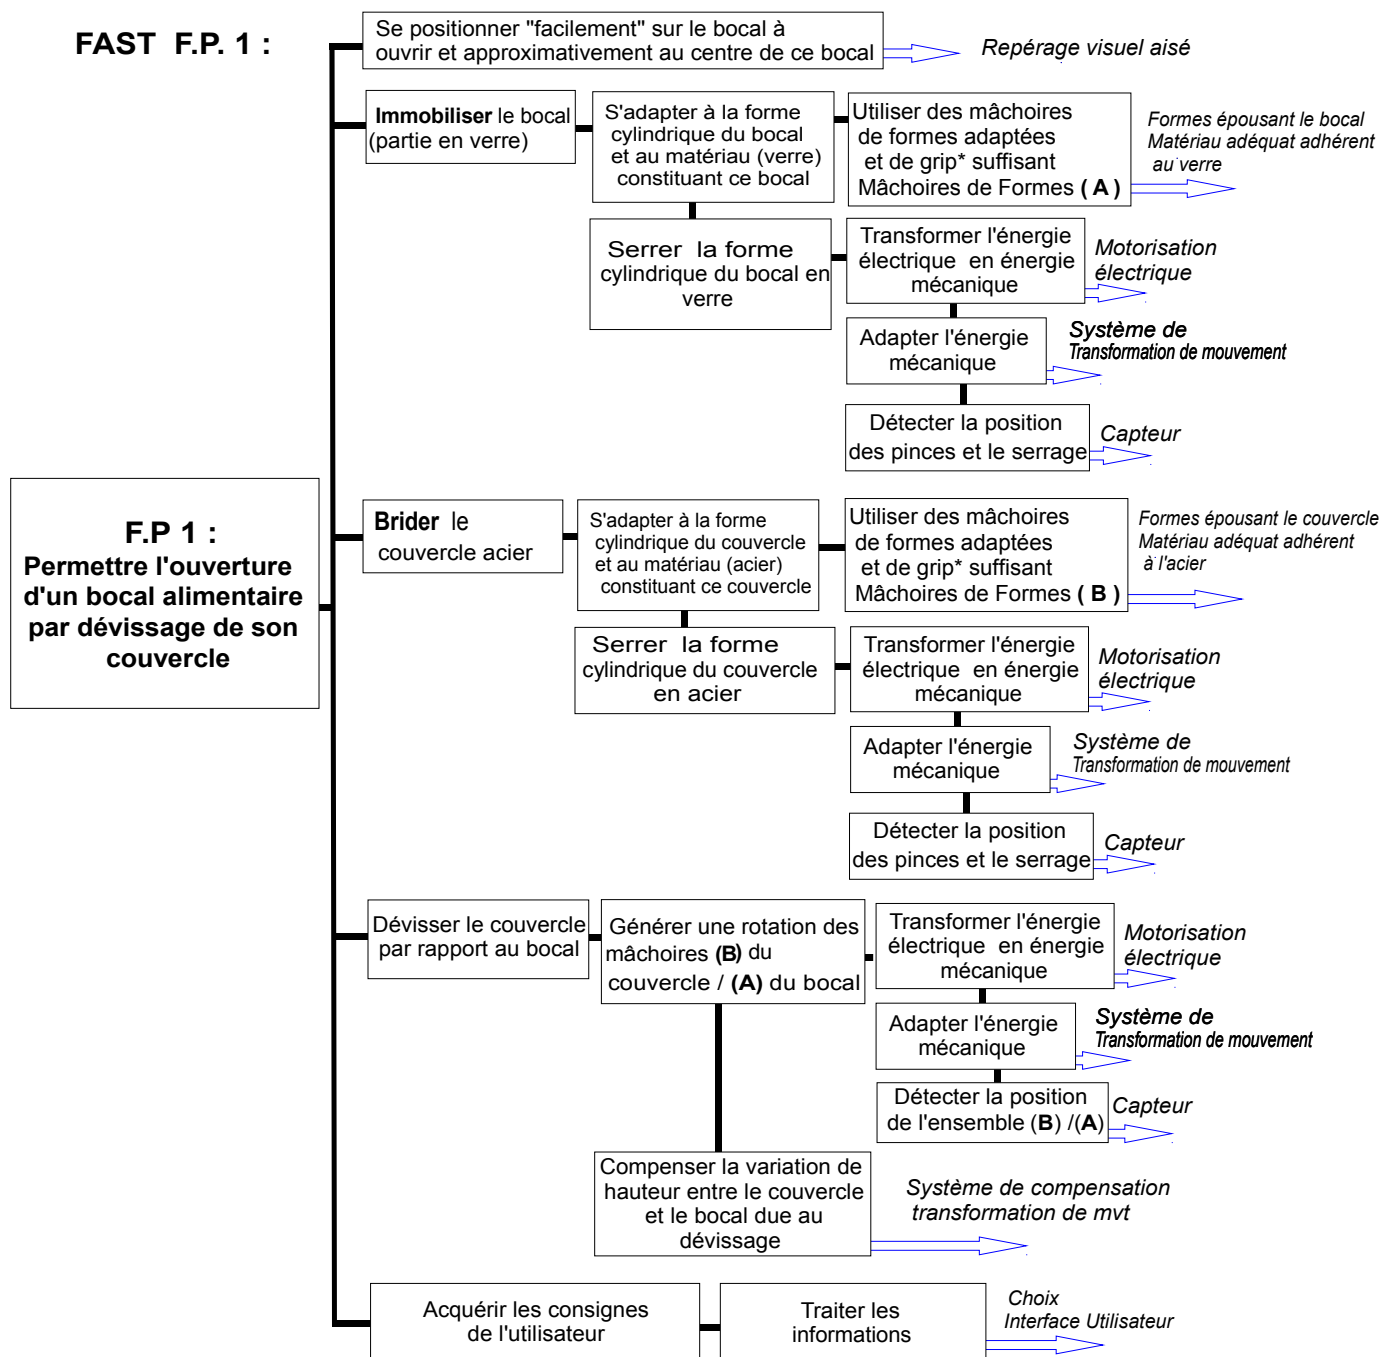 FAST F.P. 1 :
Se positionner "facilement" sur le bocal à
ouvrir et approximativement au centre de ce bocal
Repérage visuel aisé
Immobiliser le bocal
(partie en verre)
S'adapter à la forme
cylindrique du bocal
et au matériau (verre)
constituant ce bocal
Utiliser des mâchoires
de formes adaptées
et de grip* suffisant
Mâchoires de Formes ( A )
Formes épousant le bocal
Matériau adéquat adhérent
au verre
Serrer la forme
cylindrique du bocal en
verre
Transformer l'énergie
électrique en énergie
mécanique
Motorisation
électrique
Adapter l'énergie
mécanique
Système de
Transformation de mouvement
Détecter la position
des pinces et le serrage
Capteur
F.P 1 :
Permettre l'ouverture
d'un bocal alimentaire
par dévissage de son
couvercle
Brider le
couvercle acier
S'adapter à la forme
cylindrique du couvercle
et au matériau (acier)
constituant ce couvercle
Utiliser des mâchoires
de formes adaptées
et de grip* suffisant
Mâchoires de Formes ( B )
Formes épousant le couvercle
Matériau adéquat adhérent
à l'acier
Serrer la forme
cylindrique du couvercle
en acier
Transformer l'énergie
électrique en énergie
mécanique
Motorisation
électrique
Adapter l'énergie
mécanique
Système de
Transformation de mouvement
Détecter la position
des pinces et le serrage
Capteur
Dévisser le couvercle
par rapport au bocal
Générer une rotation des
mâchoires (B) du
couvercle / (A) du bocal
Transformer l'énergie
électrique en énergie
mécanique
Motorisation
électrique
Adapter l'énergie
mécanique
Système de
Transformation de mouvement
Détecter la position
de l'ensemble (B) /(A)
Capteur
Compenser la variation de
hauteur entre le couvercle
et le bocal due au
dévissage
Système de compensation
transformation de mvt
Acquérir les consignes
de l'utilisateur
Traiter les
informations
Choix
Interface Utilisateur